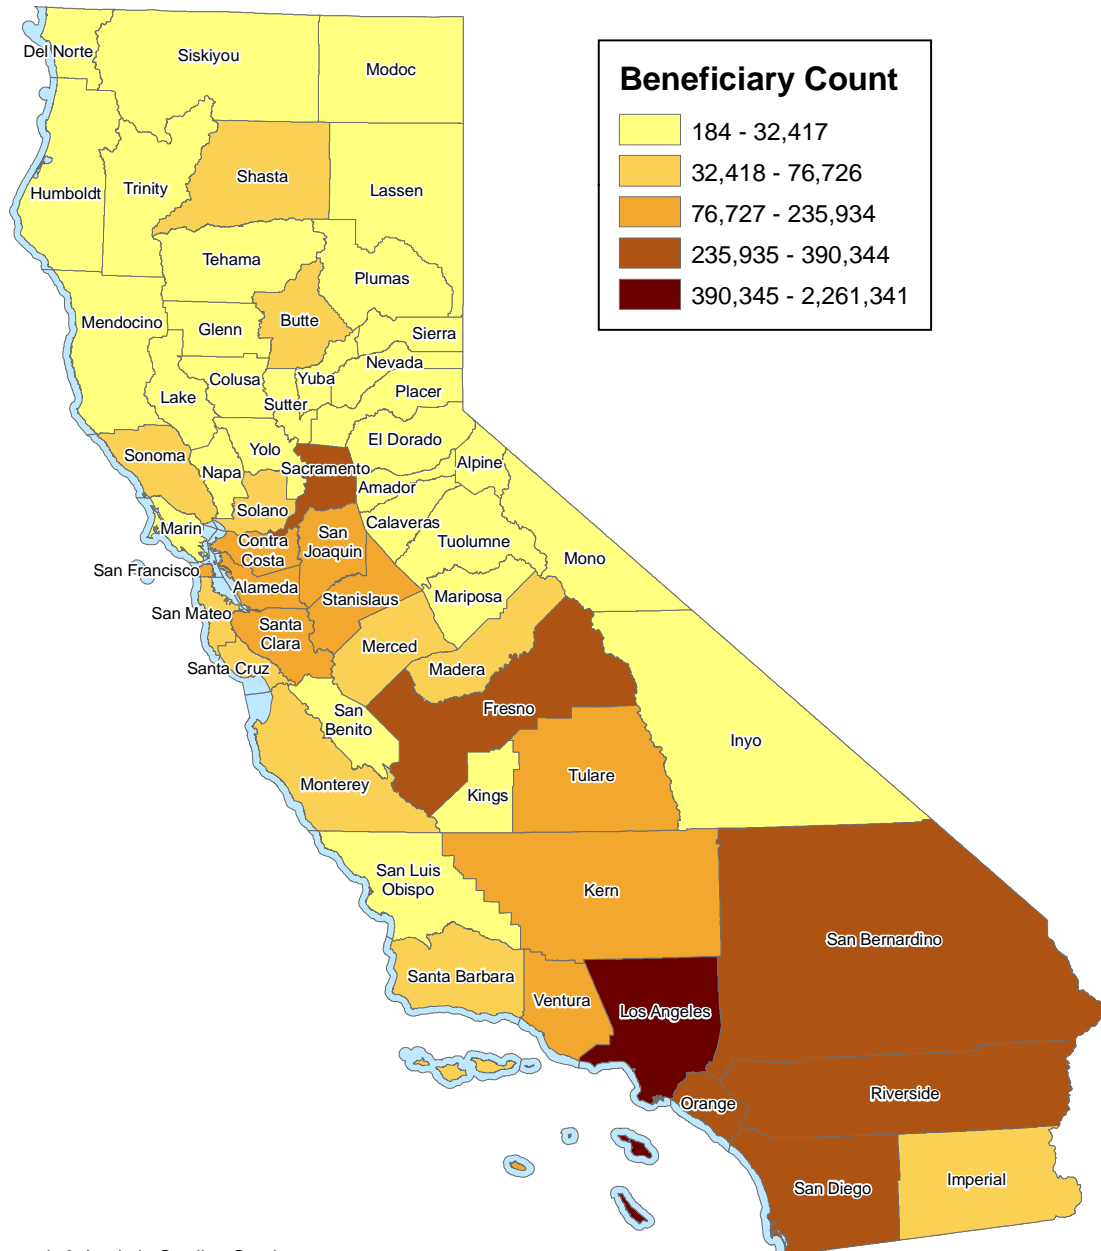 Beneficiary Count
184 - 32,417
32,418 - 76,726
76,727 - 235,934
235,935 - 390,344
390,345 - 2,261,341
Del Norte
Siskiyou
Modoc
Humboldt
Trinity
Shasta
Lassen
Tehama
Plumas
Mendocino
Glenn
Butte
Sierra
Nevada
Colusa
Yuba
Placer
Lake
Sutter
El Dorado
Sonoma
Yolo
Napa
Sacramento
Alpine
Amador
Solano
Marin
Calaveras
Contra
Costa
San
Joaquin
Tuolumne
Mono
San Francisco
Alameda
Stanislaus
Mariposa
San Mateo
Santa
Clara
Merced
Santa Cruz
Madera
San
Benito
Fresno
Inyo
Monterey
Kings
Tulare
San Luis
Obispo
Kern
San Bernardino
Santa Barbara
Ventura
Los Angeles
Orange
Riverside
San Diego
Imperial